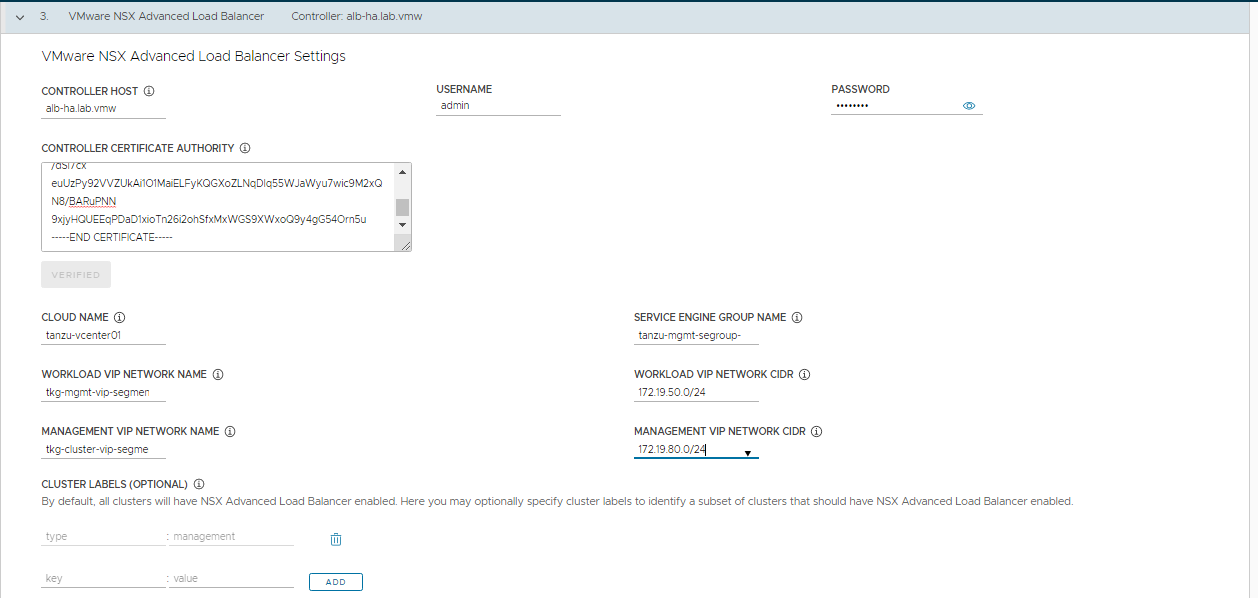 3. VMware NSX Advanced Load Balancer Controller: alb-ha.lab.vmw
VMware NSX Advanced Load Balancer Settings
CONTROLLER HOST
alb-ha.lab.vmw
USERNAME
admin
PASSWORD
••••••••
CONTROLLER CERTIFICATE AUTHORITY
/dSI7cx
euUzPy92VVZUkAi1O1MaiELFyKQGXoZLNqDlq55WJaWyu7wic9M2xQ
N8/BARuPNN
9xjyHQUEEqPDaD1xioTn26i2ohSfxMxWGS9XWxoQ9y4gG54Orn5u
-----END CERTIFICATE-----
VERIFIED
CLOUD NAME
tanzu-vcenter01
SERVICE ENGINE GROUP NAME
tanzu-mgmt-segroup-
WORKLOAD VIP NETWORK NAME
tkg-mgmt-vip-segmen
WORKLOAD VIP NETWORK CIDR
172.19.50.0/24
MANAGEMENT VIP NETWORK NAME
tkg-cluster-vip-segme
MANAGEMENT VIP NETWORK CIDR
172.19.80.0/24
CLUSTER LABELS (OPTIONAL)
By default, all clusters will have NSX Advanced Load Balancer enabled. Here you may optionally specify cluster labels to identify a subset of clusters that should have NSX Advanced Load Balancer enabled.
type : management
key : value
ADD